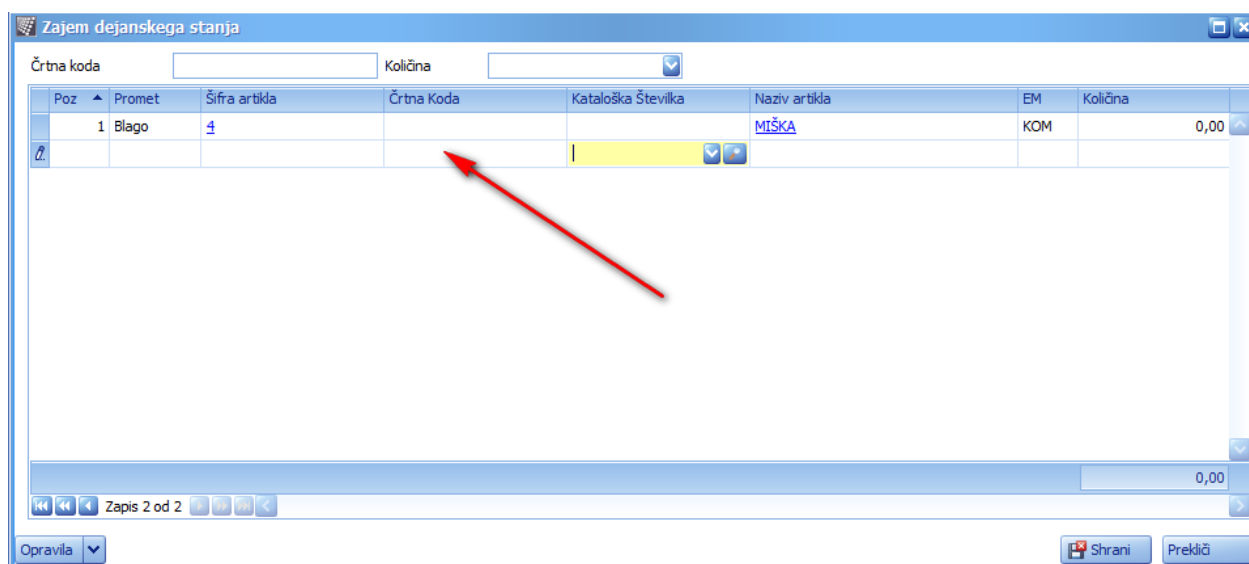 Zajem dejanskega stanja
Črtna koda Količina
Poz Promet Šifra artikla Črtna Koda Kataloška Številka Naziv artikla EM Količina
1 Blago 4 MIŠKA KOM 0,00
0,00
Zapis 2 od 2
Opravila Shrani Prekliči